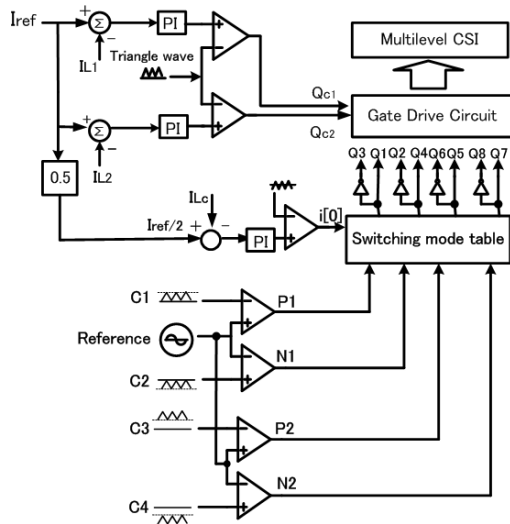 Iref
+
Σ
−
PI
−
+
IL1
Triangle wave
Multilevel CSI
Qc1
Gate Drive Circuit
Qc2
+
Σ
−
PI
−
+
IL2
Q3 Q1 Q2 Q4 Q6 Q5 Q8 Q7
0.5
ILc
Iref/2
+
−
PI
−
+
i[0]
Switching mode table
C1
−
+
P1
Reference
C2
−
+
N1
C3
−
+
P2
C4
−
+
N2